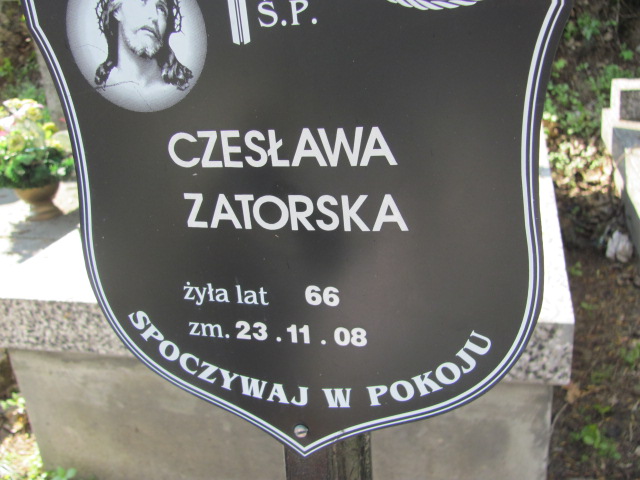 Ś.P.
CZESŁAWA
ZATORSKA
żyła lat 66
zm. 23.11.08
SPOCZYWAJ W POKOJU